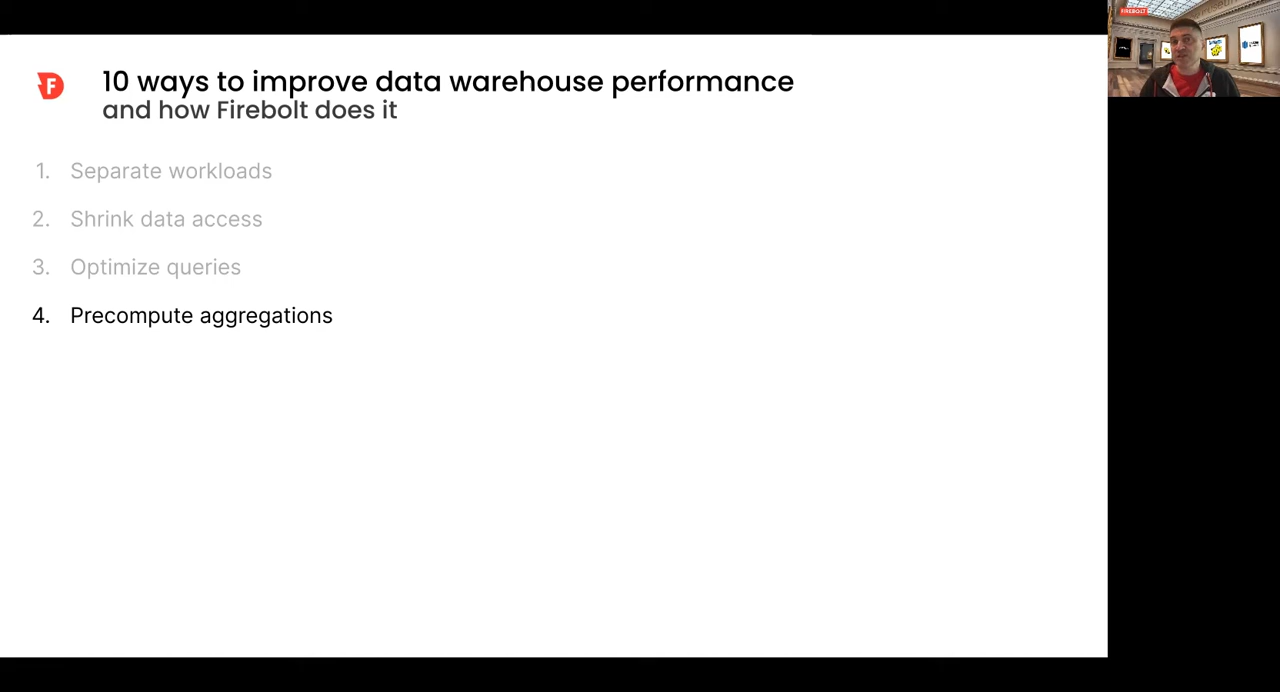 10 ways to improve data warehouse performance
and how Firebolt does it
1. Separate workloads
2. Shrink data access
3. Optimize queries
4. Precompute aggregations
FIREBOLT